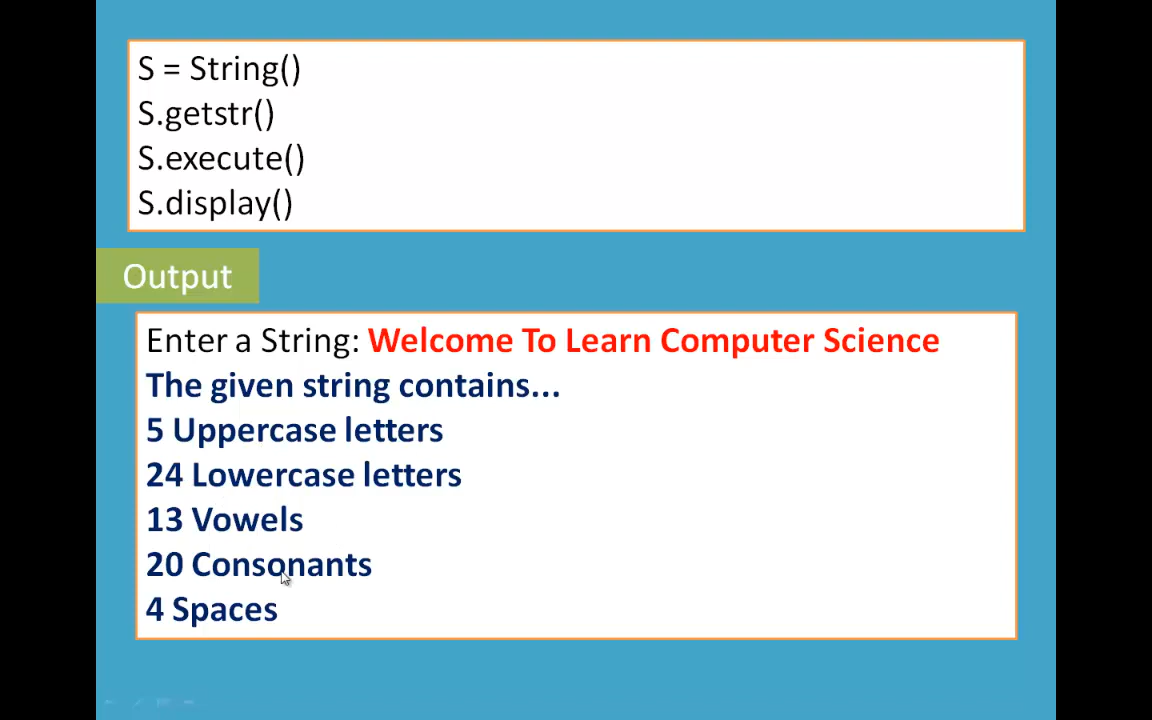 S = String()
S.getstr()
S.execute()
S.display()
Output
Enter a String: Welcome To Learn Computer Science
The given string contains...
5 Uppercase letters
24 Lowercase letters
13 Vowels
20 Consonants
4 Spaces